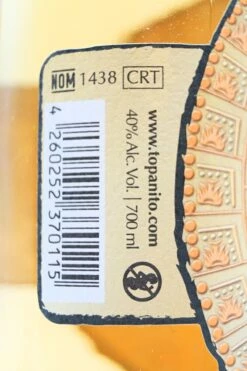 NOM 1438 CRT
www.topanito.com
40% Alc. Vol. | 700 ml
4 260252 370115